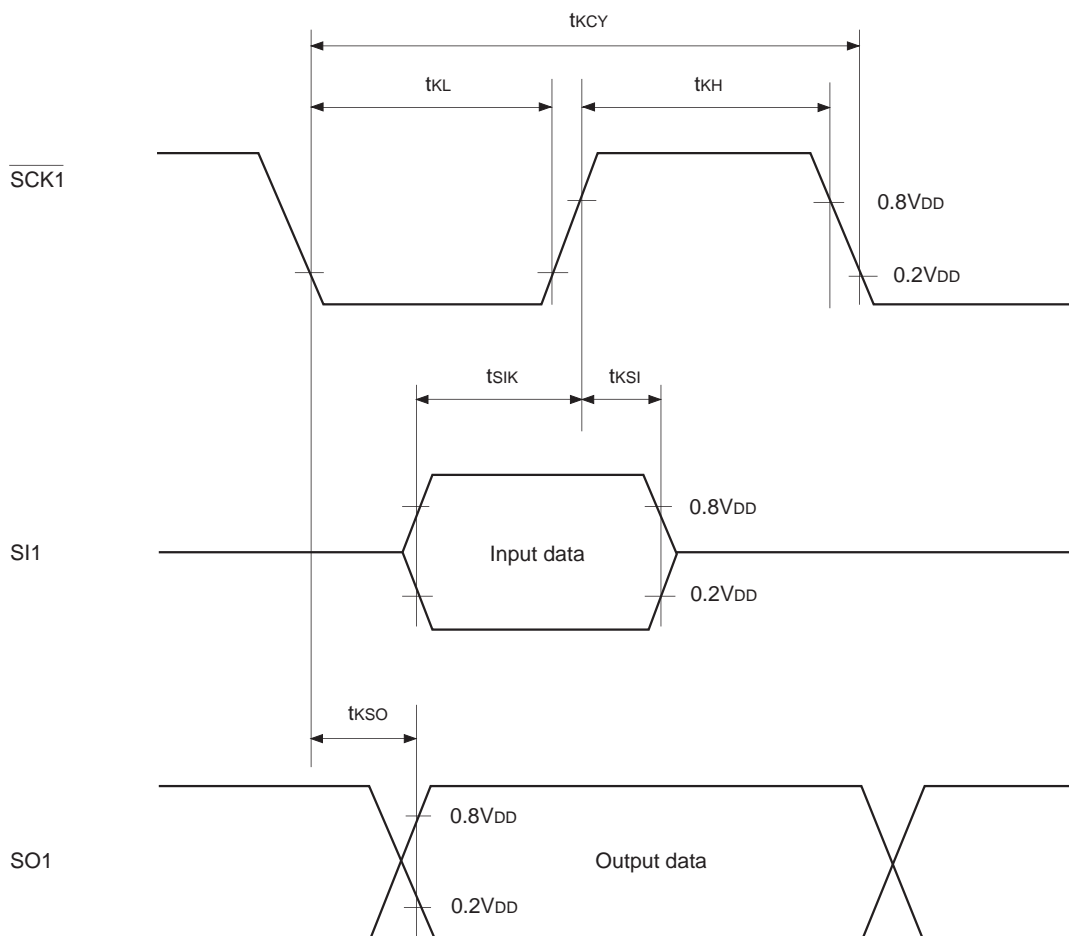 tKCY
tKL
tKH
SCK1
0.8VDD
0.2VDD
tSIK
tKSI
0.8VDD
SI1
Input data
0.2VDD
tKSO
0.8VDD
SO1
Output data
0.2VDD